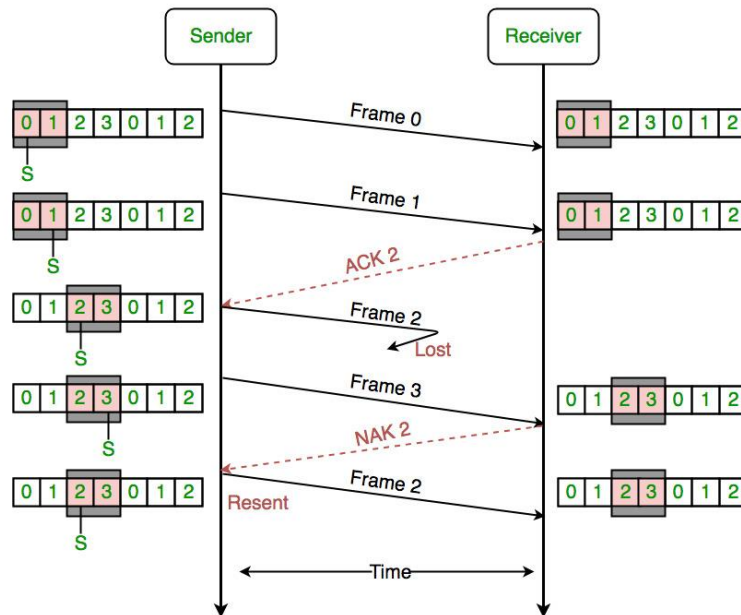 Sender
Receiver
0 1 2 3 0 1 2
S
Frame 0
0 1 2 3 0 1 2
0 1 2 3 0 1 2
S
Frame 1
0 1 2 3 0 1 2
ACK 2
0 1 2 3 0 1 2
S
Frame 2
Lost
0 1 2 3 0 1 2
S
Frame 3
0 1 2 3 0 1 2
NAK 2
0 1 2 3 0 1 2
S
Resent
Frame 2
0 1 2 3 0 1 2
Time